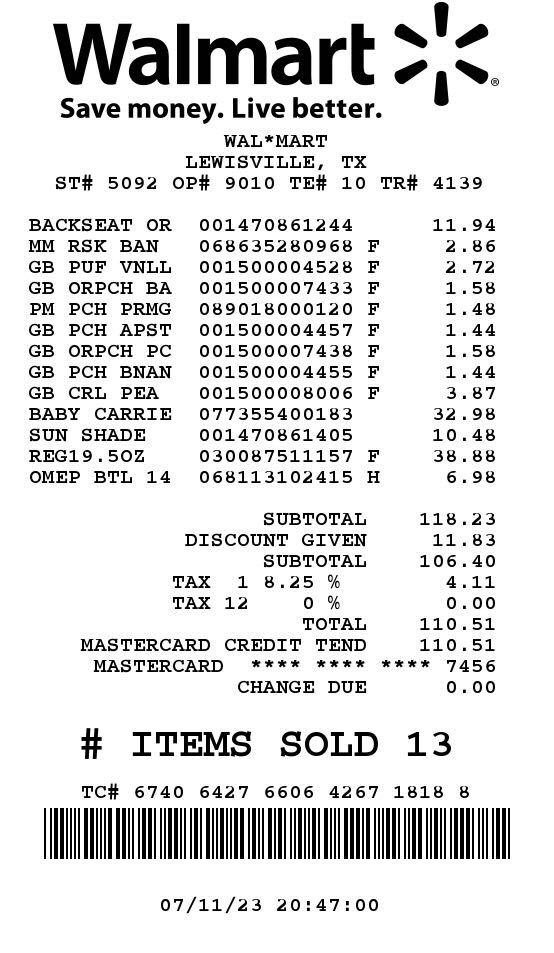 Walmart
®
Save money. Live better.
WAL*MART
LEWISVILLE, TX
ST# 5092 OP# 9010 TE# 10 TR# 4139
BACKSEAT OR 001470861244 11.94
MM RSK BAN 068635280968 F 2.86
GB PUF VNLL 001500004528 F 2.72
GB ORPCH BA 001500007433 F 1.58
PM PCH PRMG 089018000120 F 1.48
GB PCH APST 001500004457 F 1.44
GB ORPCH PC 001500007438 F 1.58
GB PCH BNAN 001500004455 F 1.44
GB CRL PEA 001500008006 F 3.87
BABY CARRIE 077355400183 32.98
SUN SHADE 001470861405 10.48
REG19.5OZ 030087511157 F 38.88
OMEP BTL 14 068113102415 H 6.98
SUBTOTAL 118.23
DISCOUNT GIVEN 11.83
SUBTOTAL 106.40
TAX 1 8.25 % 4.11
TAX 12 0 % 0.00
TOTAL 110.51
MASTERCARD CREDIT TEND 110.51
MASTERCARD **** **** **** 7456
CHANGE DUE 0.00
# ITEMS SOLD 13
TC# 6740 6427 6606 4267 1818 8
07/11/23 20:47:00